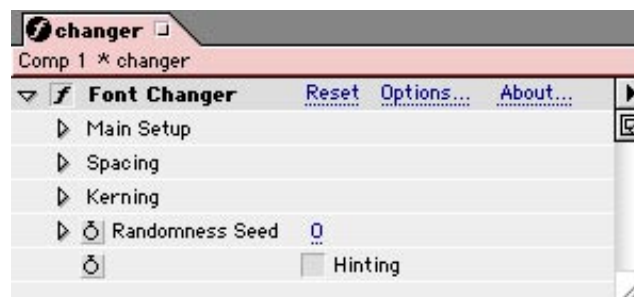 changer
Comp 1 * changer
Font Changer Reset Options... About...
Main Setup
Spacing
Kerning
Randomness Seed 0
Hinting